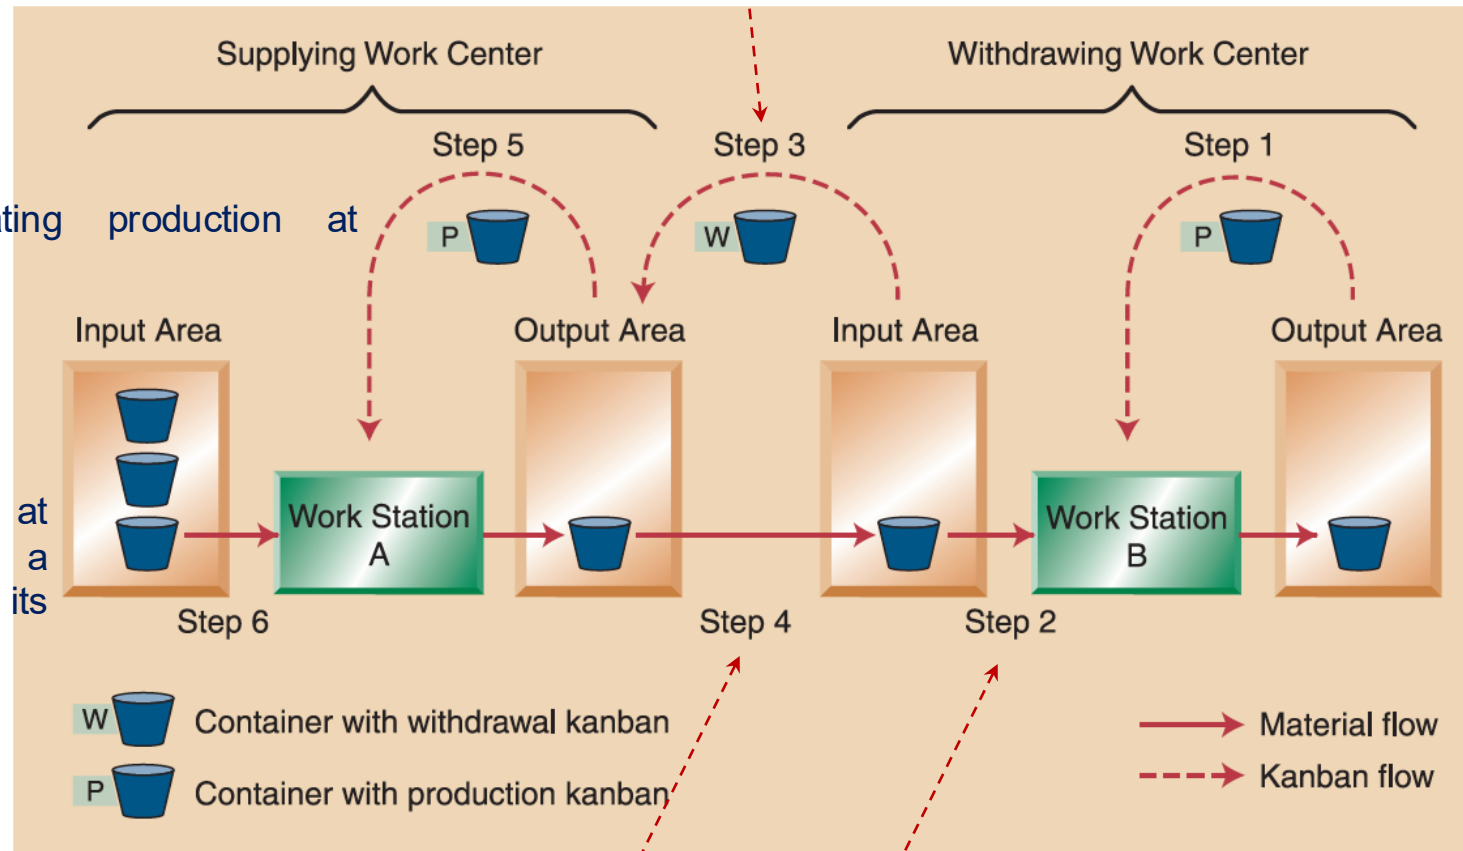 Supplying Work Center
Withdrawing Work Center
Step 5
Step 3
Step 1
production at
P
W
P
Input Area
Output Area
Input Area
Output Area
at
a
its
Work Station
A
Work Station
B
Step 6
Step 4
Step 2
W
Container with withdrawal kanban
P
Container with production kanban
Material flow
Kanban flow